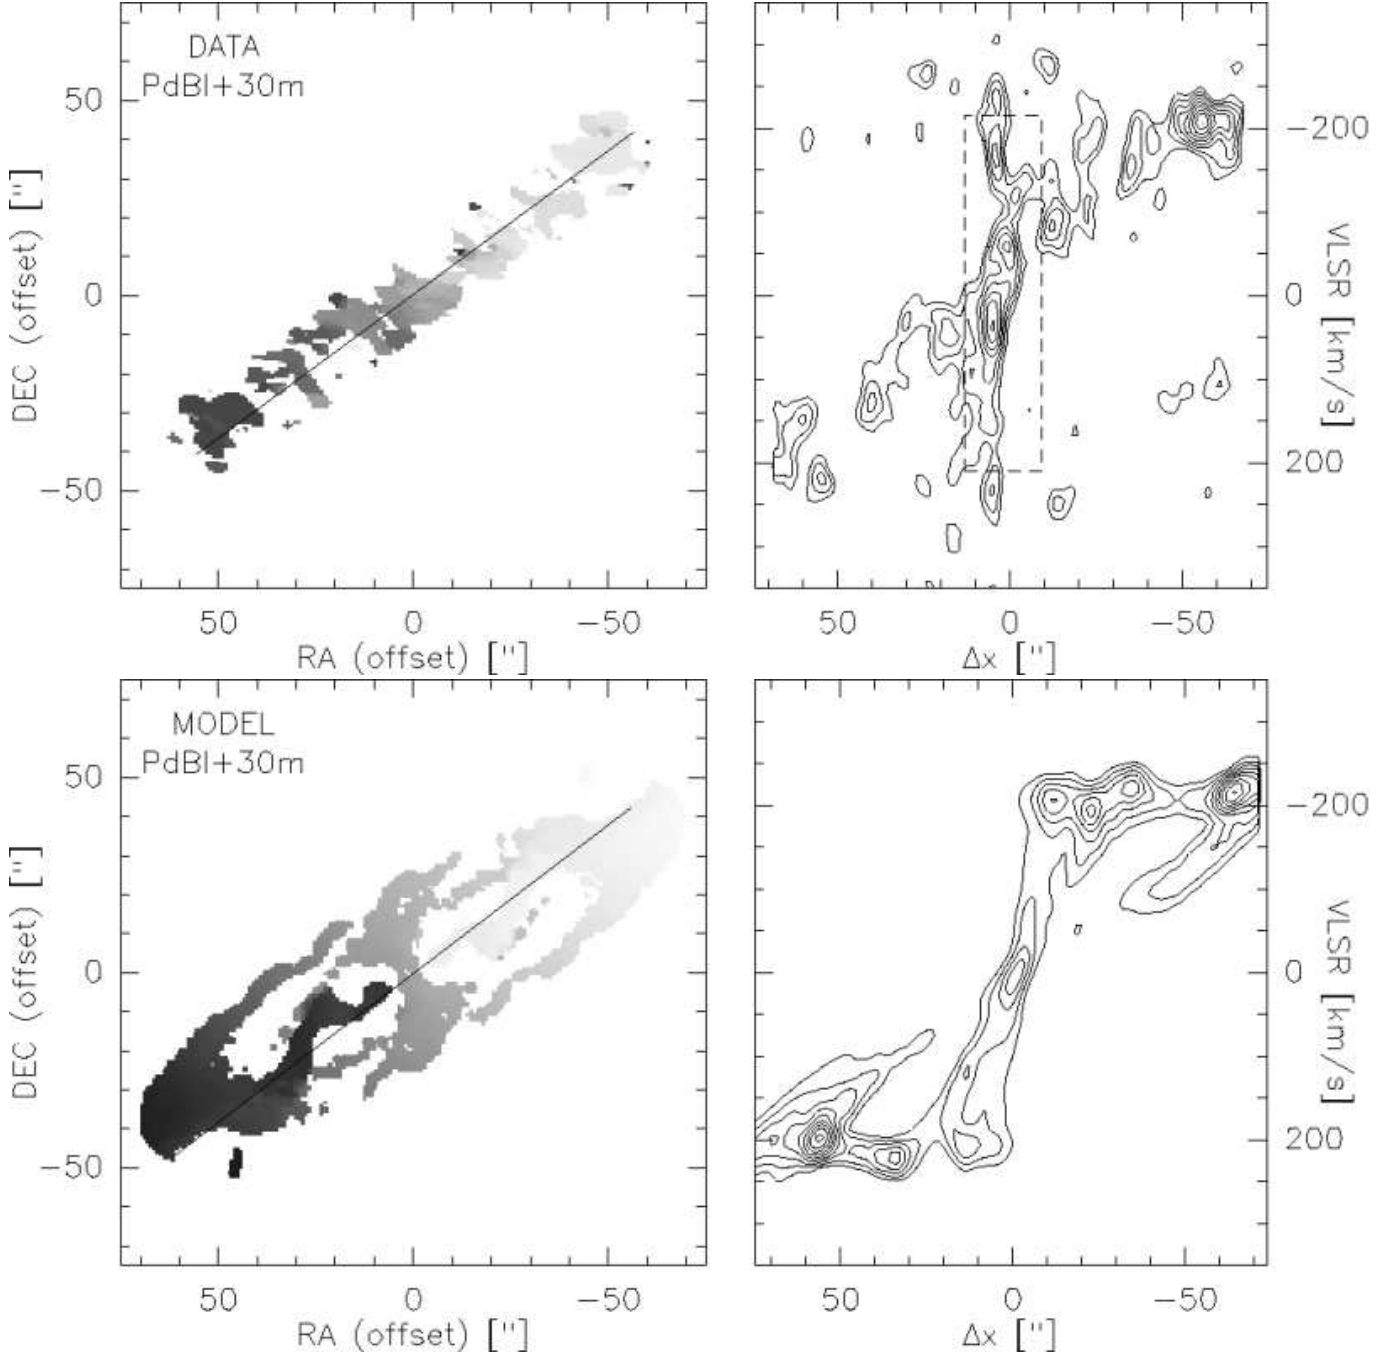 DATA
PdBI+30m
50
0
−50
DEC (offset) ["]
50
0
−50
RA (offset) ["]
−200
0
200
VLSR [km/s]
50
0
−50
Δx ["]
MODEL
PdBI+30m
50
0
−50
DEC (offset) ["]
50
0
−50
RA (offset) ["]
−200
0
200
VLSR [km/s]
50
0
−50
Δx ["]